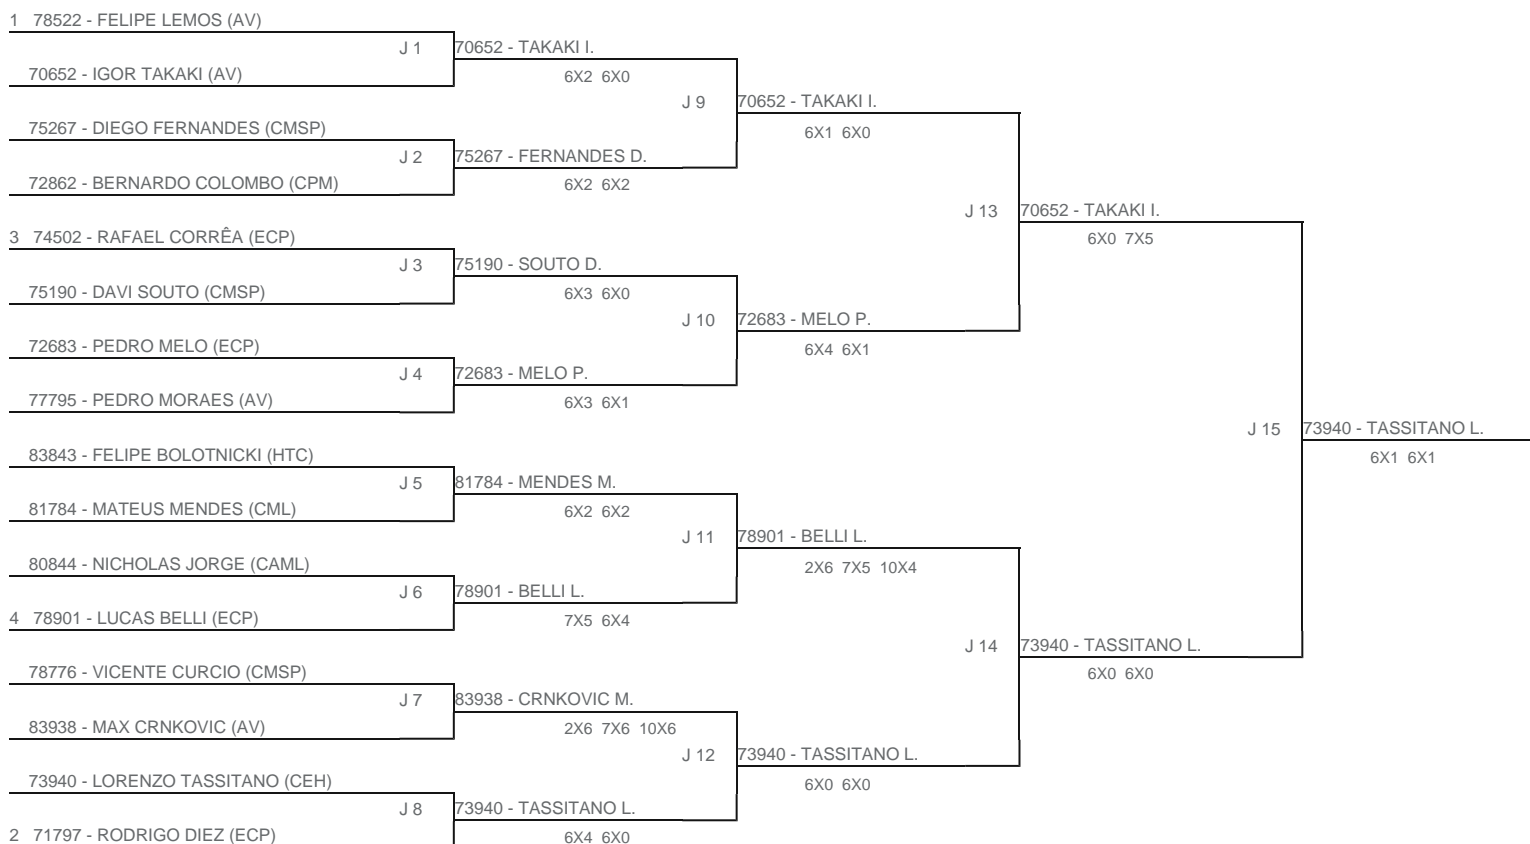 1 78522 - FELIPE LEMOS (AV)
J 1
70652 - TAKAKI I.
70652 - IGOR TAKAKI (AV)
6X2 6X0
J 9
70652 - TAKAKI I.
75267 - DIEGO FERNANDES (CMSP)
6X1 6X0
J 2
75267 - FERNANDES D.
72862 - BERNARDO COLOMBO (CPM)
6X2 6X2
J 13
70652 - TAKAKI I.
3 74502 - RAFAEL CORRÊA (ECP)
6X0 7X5
J 3
75190 - SOUTO D.
75190 - DAVI SOUTO (CMSP)
6X3 6X0
J 10
72683 - MELO P.
72683 - PEDRO MELO (ECP)
6X4 6X1
J 4
72683 - MELO P.
77795 - PEDRO MORAES (AV)
6X3 6X1
J 15
73940 - TASSITANO L.
83843 - FELIPE BOLOTNICKI (HTC)
6X1 6X1
J 5
81784 - MENDES M.
81784 - MATEUS MENDES (CML)
6X2 6X2
J 11
78901 - BELLI L.
80844 - NICHOLAS JORGE (CAML)
2X6 7X5 10X4
J 6
78901 - BELLI L.
4 78901 - LUCAS BELLI (ECP)
7X5 6X4
J 14
73940 - TASSITANO L.
78776 - VICENTE CURCIO (CMSP)
6X0 6X0
J 7
83938 - CRNKOVIC M.
83938 - MAX CRNKOVIC (AV)
2X6 7X6 10X6
J 12
73940 - TASSITANO L.
73940 - LORENZO TASSITANO (CEH)
6X0 6X0
J 8
73940 - TASSITANO L.
2 71797 - RODRIGO DIEZ (ECP)
6X4 6X0